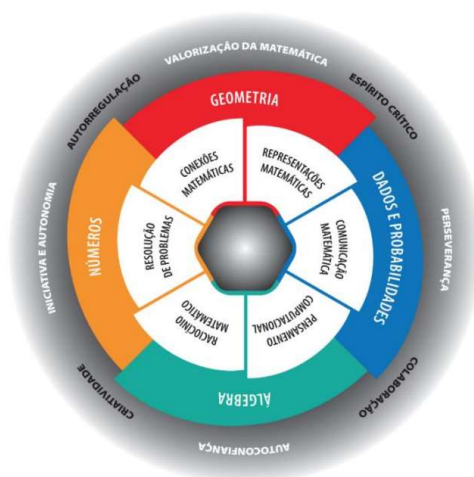 VALORIZAÇÃO DA MATEMÁTICA
ESPÍRITO CRÍTICO
PERSEVERANÇA
COLABORAÇÃO
AUTOCONFIANÇA
CRIATIVIDADE
INICIATIVA E AUTONOMIA
AUTORREGULAÇÃO
GEOMETRIA
DADOS E PROBABILIDADES
ÁLGEBRA
NÚMEROS
CONEXÕES
MATEMÁTICAS
REPRESENTAÇÕES
MATEMÁTICAS
COMUNICAÇÃO
MATEMÁTICA
PENSAMENTO
COMPUTACIONAL
RACIOCÍNIO
MATEMÁTICO
RESOLUÇÃO
DE PROBLEMAS